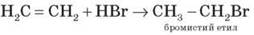 H₂C=CH₂ + HBr → CH₃ − CH₂Br
бромистий етил